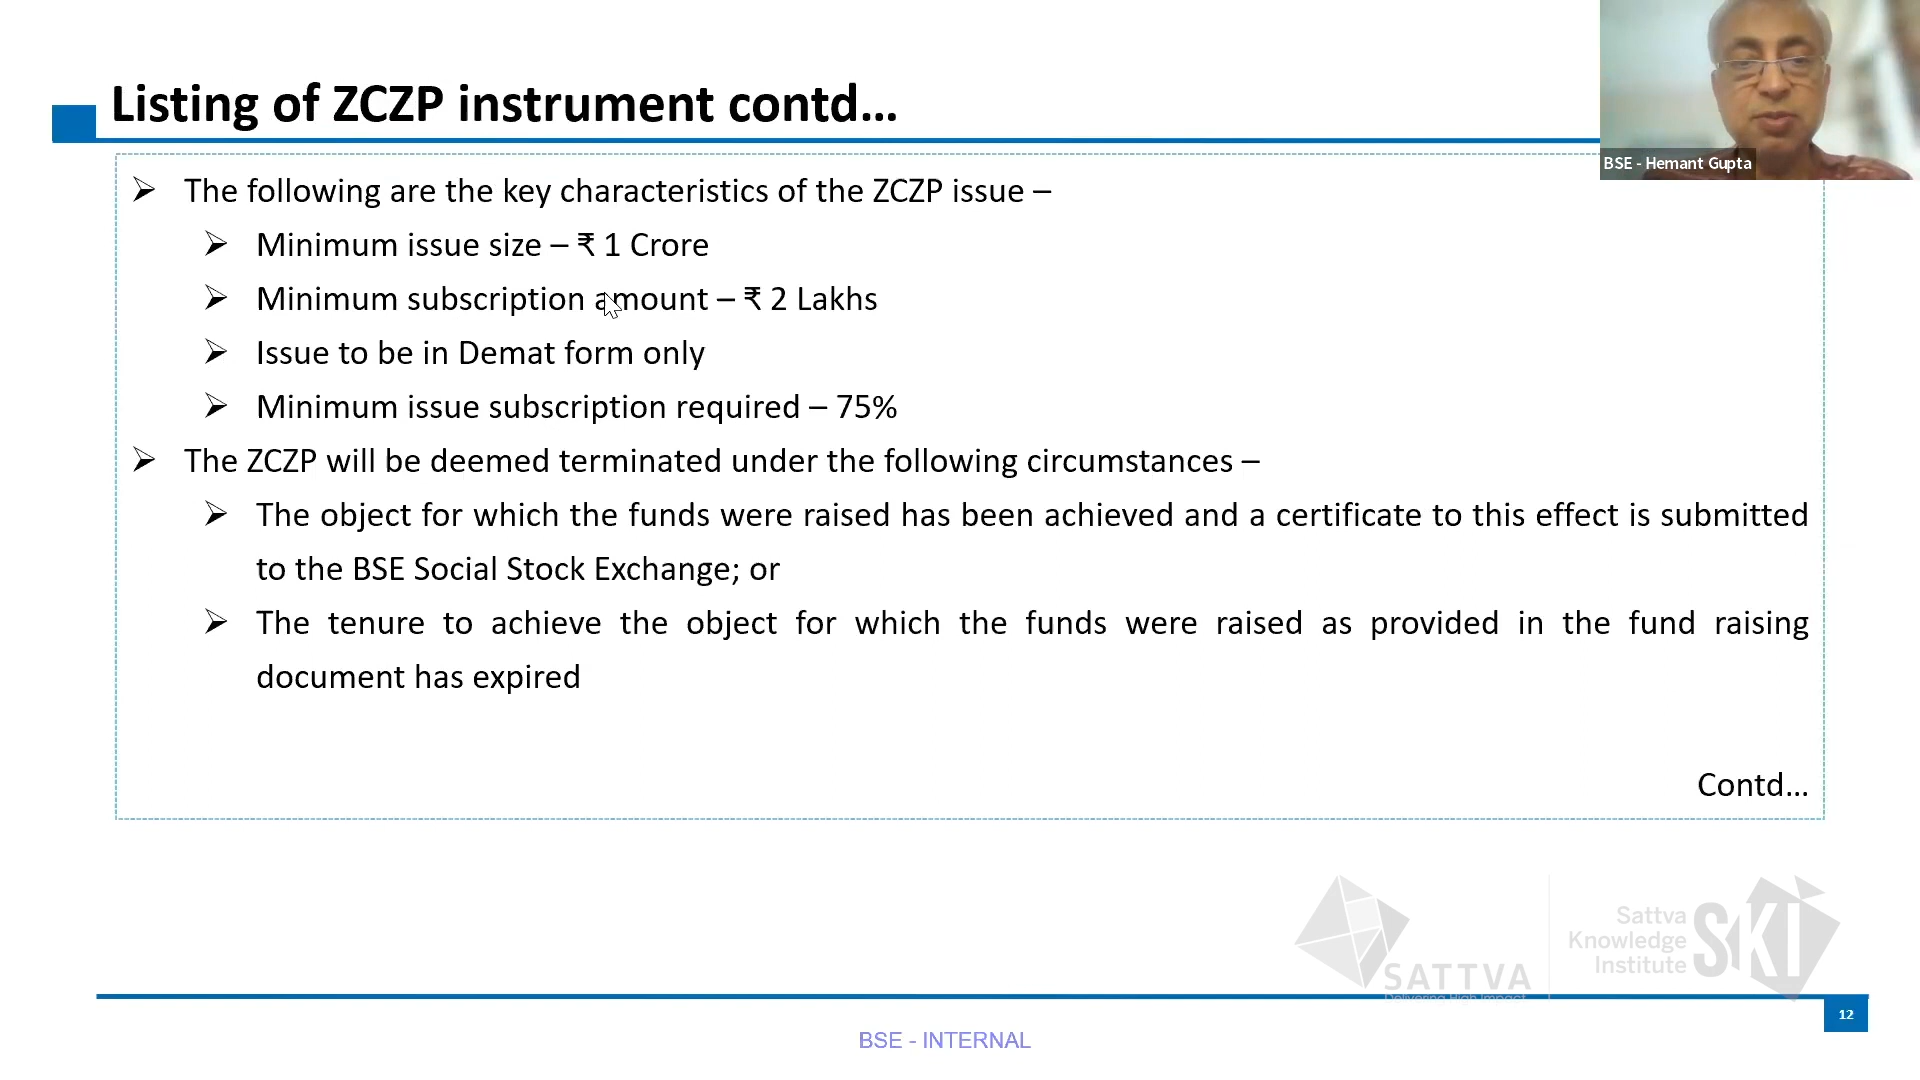 Listing of ZCZP instrument contd…
BSE - Hemant Gupta
➢ The following are the key characteristics of the ZCZP issue –
➢ Minimum issue size – ₹ 1 Crore
➢ Minimum subscription amount – ₹ 2 Lakhs
➢ Issue to be in Demat form only
➢ Minimum issue subscription required – 75%
➢ The ZCZP will be deemed terminated under the following circumstances –
➢ The object for which the funds were raised has been achieved and a certificate to this effect is submitted
to the BSE Social Stock Exchange; or
➢ The tenure to achieve the object for which the funds were raised as provided in the fund raising
document has expired
Contd…
SATTVA
Delivering High Impact
Sattva
Knowledge
Institute
SKI
12
BSE - INTERNAL